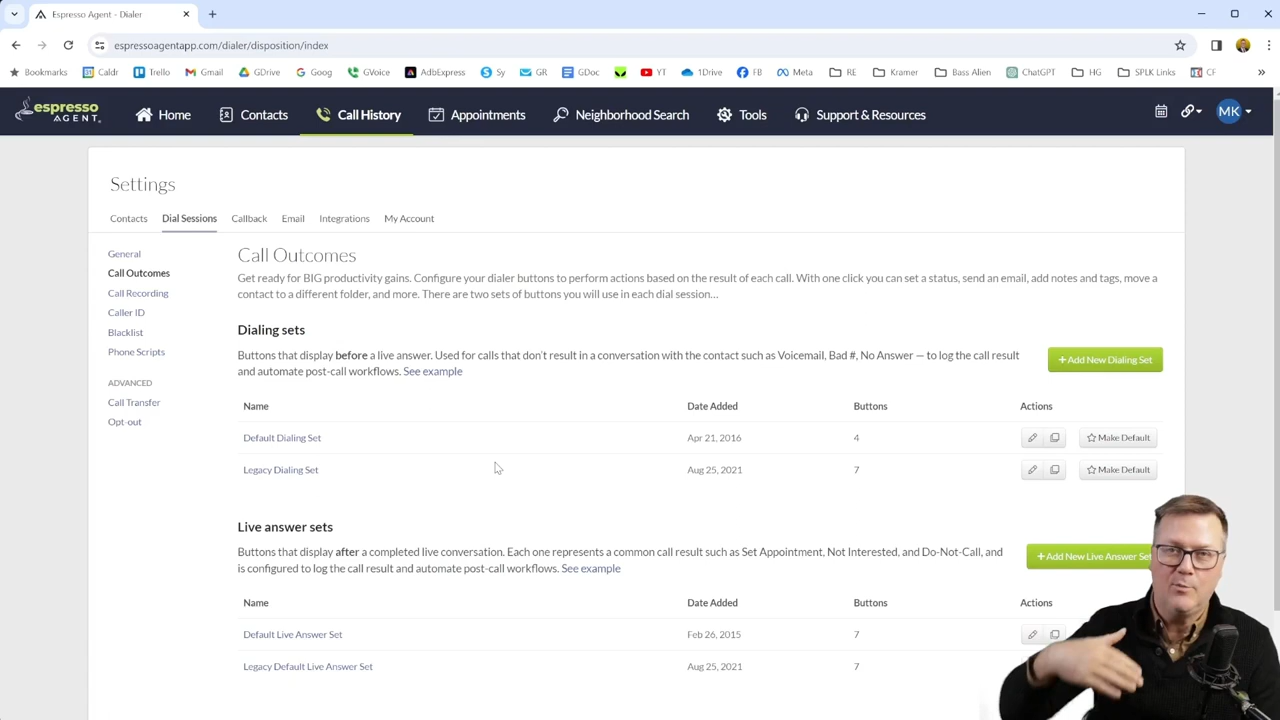 Espresso Agent - Dialer
espressoagentapp.com/dialer/disposition/index
Bookmarks Caldr Trello Gmail GDrive Goog GVoice AdbExpress Sy GR GDoc YT 1Drive FB Meta RE Kramer Bass Alien ChatGPT HG SPLK Links CF
espresso AGENT Home Contacts Call History Appointments Neighborhood Search Tools Support & Resources MK
Settings
Contacts Dial Sessions Callback Email Integrations My Account
General
Call Outcomes
Call Recording
Caller ID
Blacklist
Phone Scripts
ADVANCED
Call Transfer
Opt-out
Call Outcomes
Get ready for BIG productivity gains. Configure your dialer buttons to perform actions based on the result of each call. With one click you can set a status, send an email, add notes and tags, move a
contact to a different folder, and more. There are two sets of buttons you will use in each dial session…
Dialing sets
Buttons that display before a live answer. Used for calls that don't result in a conversation with the contact such as Voicemail, Bad #, No Answer — to log the call result
and automate post-call workflows. See example
+ Add New Dialing Set
Name Date Added Buttons Actions
Default Dialing Set Apr 21, 2016 4 Make Default
Legacy Dialing Set Aug 25, 2021 7 Make Default
Live answer sets
Buttons that display after a completed live conversation. Each one represents a common call result such as Set Appointment, Not Interested, and Do-Not-Call, and
is configured to log the call result and automate post-call workflows. See example
+ Add New Live Answer Set
Name Date Added Buttons Actions
Default Live Answer Set Feb 26, 2015 7
Legacy Default Live Answer Set Aug 25, 2021 7